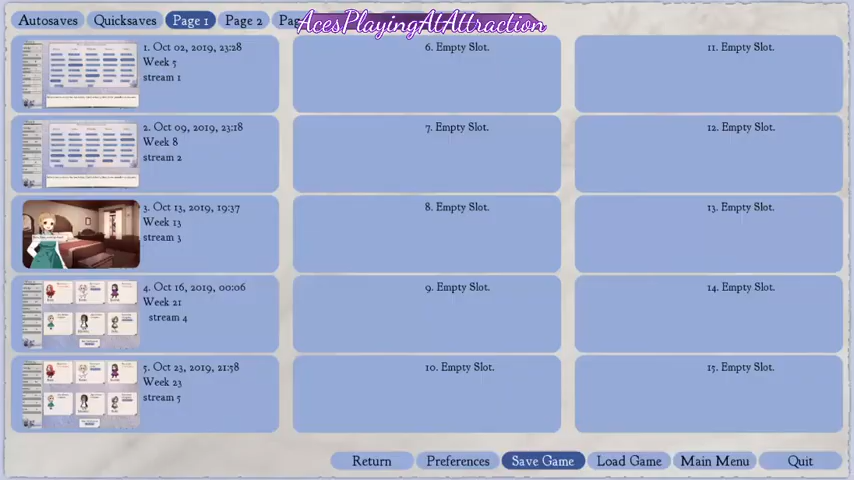 Autosaves Quicksaves Page 1 Page 2
AcesPlayingAtAttraction
1. Oct 02, 2019, 23:28
Week 5
stream 1
2. Oct 09, 2019, 23:18
Week 8
stream 2
3. Oct 13, 2019, 19:37
Week 13
stream 3
4. Oct 16, 2019, 00:06
Week 21
stream 4
5. Oct 23, 2019, 21:58
Week 23
stream 5
6. Empty Slot.
7. Empty Slot.
8. Empty Slot.
9. Empty Slot.
10. Empty Slot.
11. Empty Slot.
12. Empty Slot.
13. Empty Slot.
14. Empty Slot.
15. Empty Slot.
Return Preferences Save Game Load Game Main Menu Quit